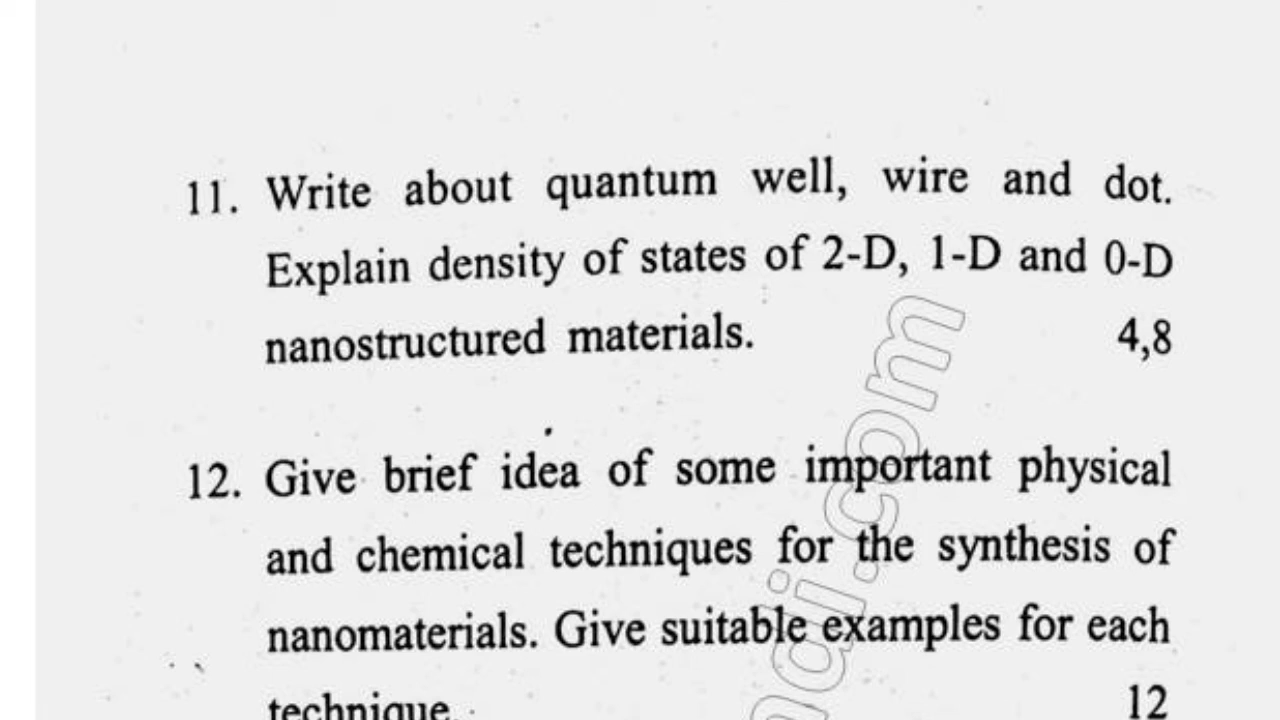 11. Write about quantum well, wire and dot.
Explain density of states of 2-D, 1-D and 0-D
nanostructured materials. 4,8
12. Give brief idea of some important physical
and chemical techniques for the synthesis of
nanomaterials. Give suitable examples for each
technique. 12
.com